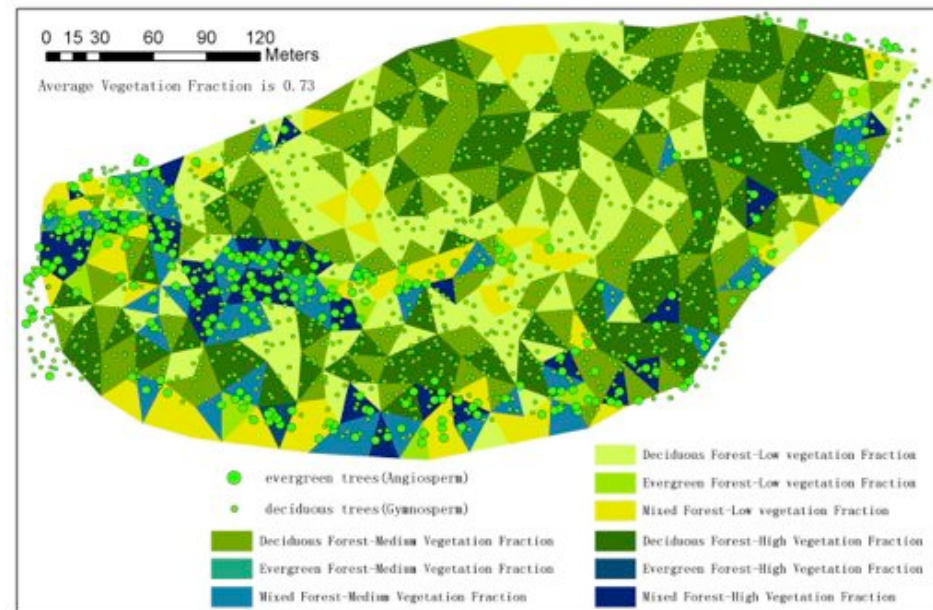 0 15 30 60 90 120
Meters
Average Vegetation Fraction is 0.73
evergreen trees(Angiosperm)
deciduous trees(Gymnosperm)
Deciduous Forest-Medium Vegetation Fraction
Evergreen Forest-Medium Vegetation Fraction
Mixed Forest-Medium Vegetation Fraction
Deciduous Forest-Low vegetation Fraction
Evergreen Forest-Low vegetation Fraction
Mixed Forest-Low vegetation Fraction
Deciduous Forest-High Vegetation Fraction
Evergreen Forest-High Vegetation Fraction
Mixed Forest-High Vegetation Fraction